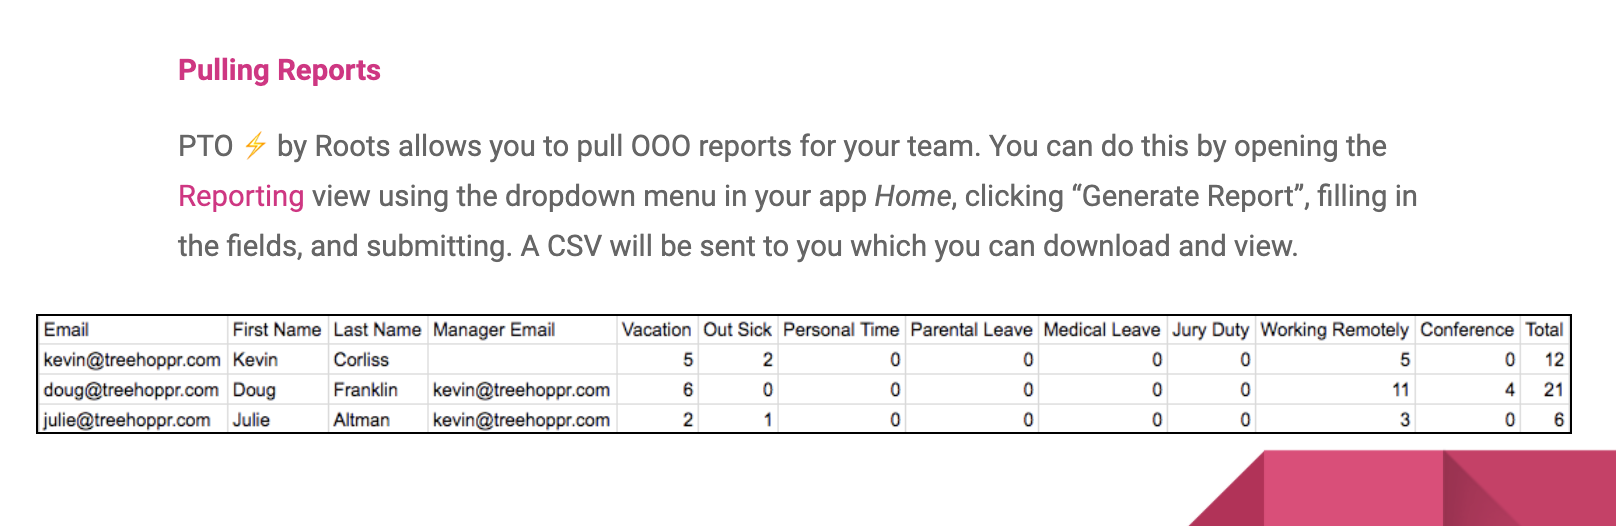 Pulling Reports
PTO ⚡ by Roots allows you to pull OOO reports for your team. You can do this by opening the
Reporting view using the dropdown menu in your app Home, clicking “Generate Report”, filling in
the fields, and submitting. A CSV will be sent to you which you can download and view.
Email First Name Last Name Manager Email Vacation Out Sick Personal Time Parental Leave Medical Leave Jury Duty Working Remotely Conference Total
kevin@treehoppr.com Kevin Corliss 5 2 0 0 0 0 5 0 12
doug@treehoppr.com Doug Franklin kevin@treehoppr.com 6 0 0 0 0 0 11 4 21
julie@treehoppr.com Julie Altman kevin@treehoppr.com 2 1 0 0 0 0 3 0 6